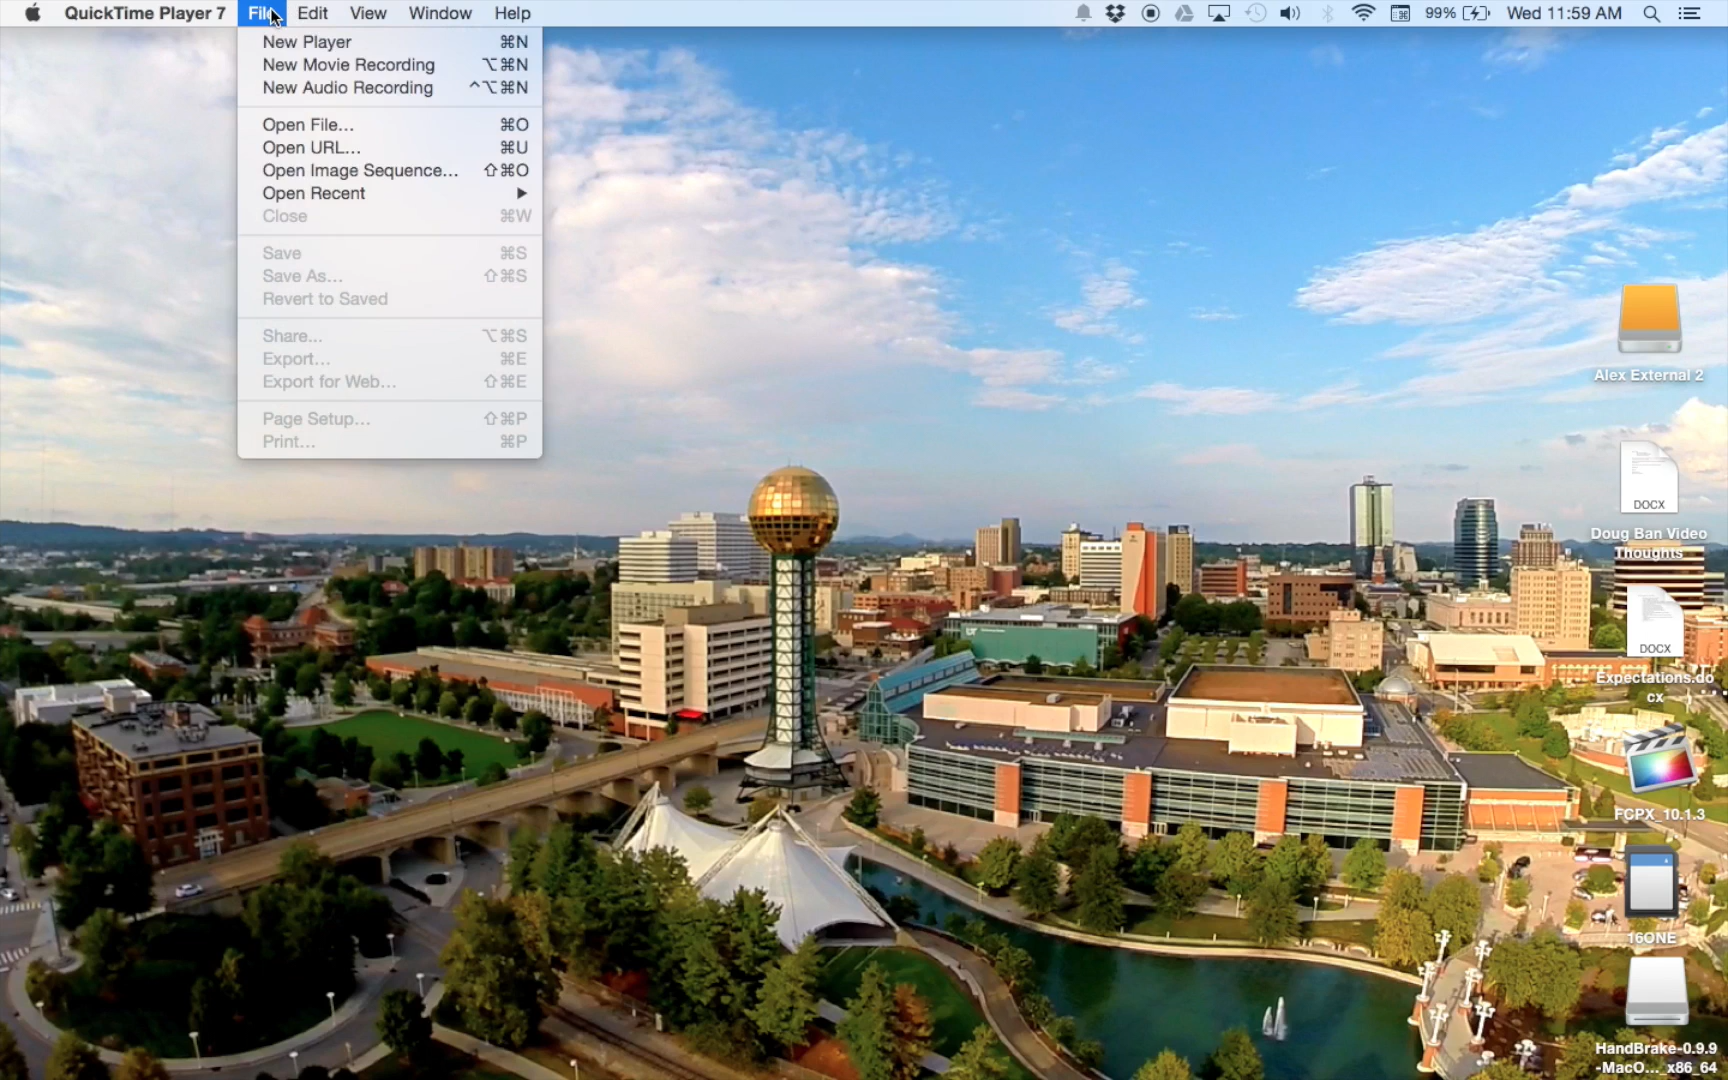 QuickTime Player 7 File Edit View Window Help 99% Wed 11:59 AM
New Player ⌘N
New Movie Recording ⌥⌘N
New Audio Recording ^⌥⌘N
Open File... ⌘O
Open URL... ⌘U
Open Image Sequence... ⇧⌘O
Open Recent ▶
Close ⌘W
Save ⌘S
Save As... ⇧⌘S
Revert to Saved
Share... ⌥⌘S
Export... ⌘E
Export for Web... ⇧⌘E
Page Setup... ⇧⌘P
Print... ⌘P
Alex External 2
DOCX
Doug Ban Video
Thoughts
DOCX
Expectations.do
cx
FCPX_10.1.3
16ONE
HandBrake-0.9.9
-MacO..._x86_64